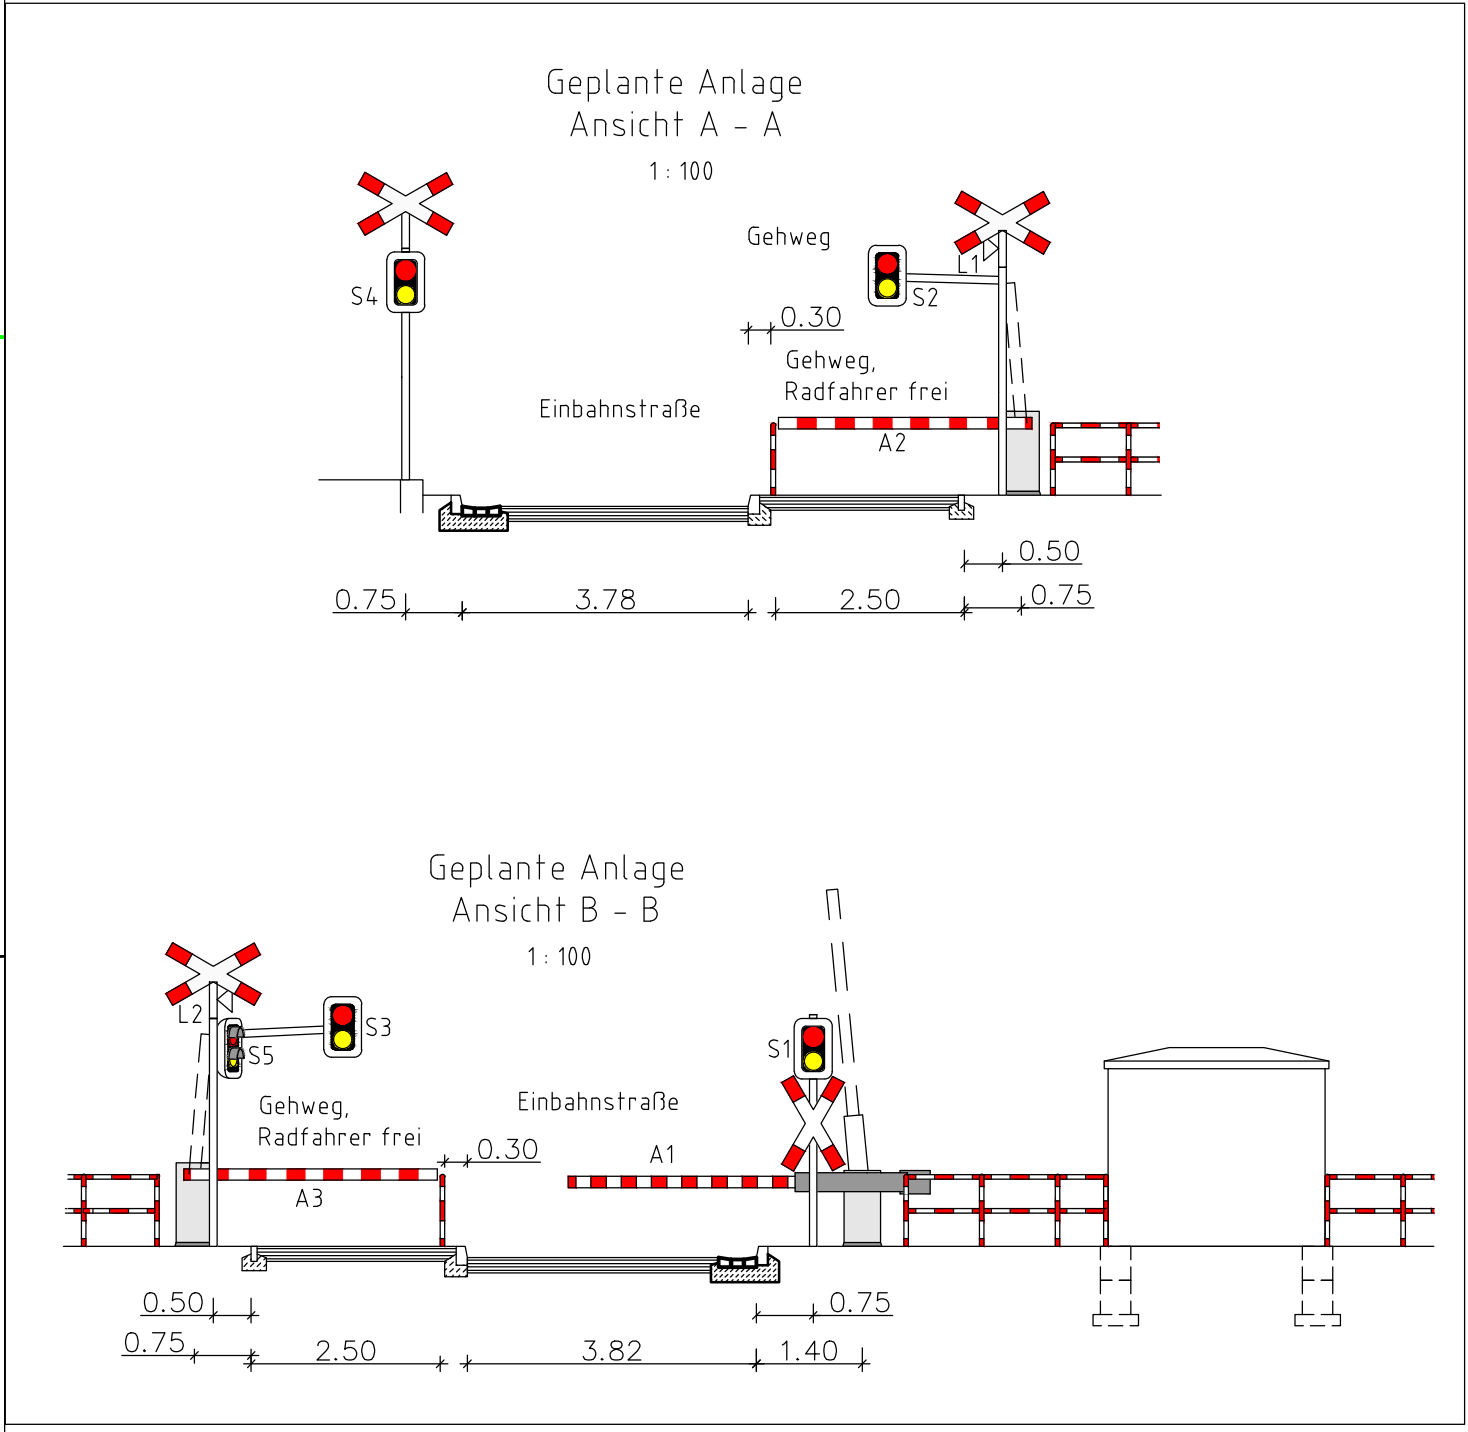 Geplante Anlage
Ansicht A - A
1 : 100
Gehweg
L1
S4
S2
0.30
Gehweg,
Radfahrer frei
Einbahnstraße
A2
0.50
0.75
3.78
2.50
0.75
Geplante Anlage
Ansicht B - B
1 : 100
L2
S3
S5
S1
Gehweg,
Radfahrer frei
Einbahnstraße
0.30
A1
A3
0.50
0.75
0.75
2.50
3.82
1.40